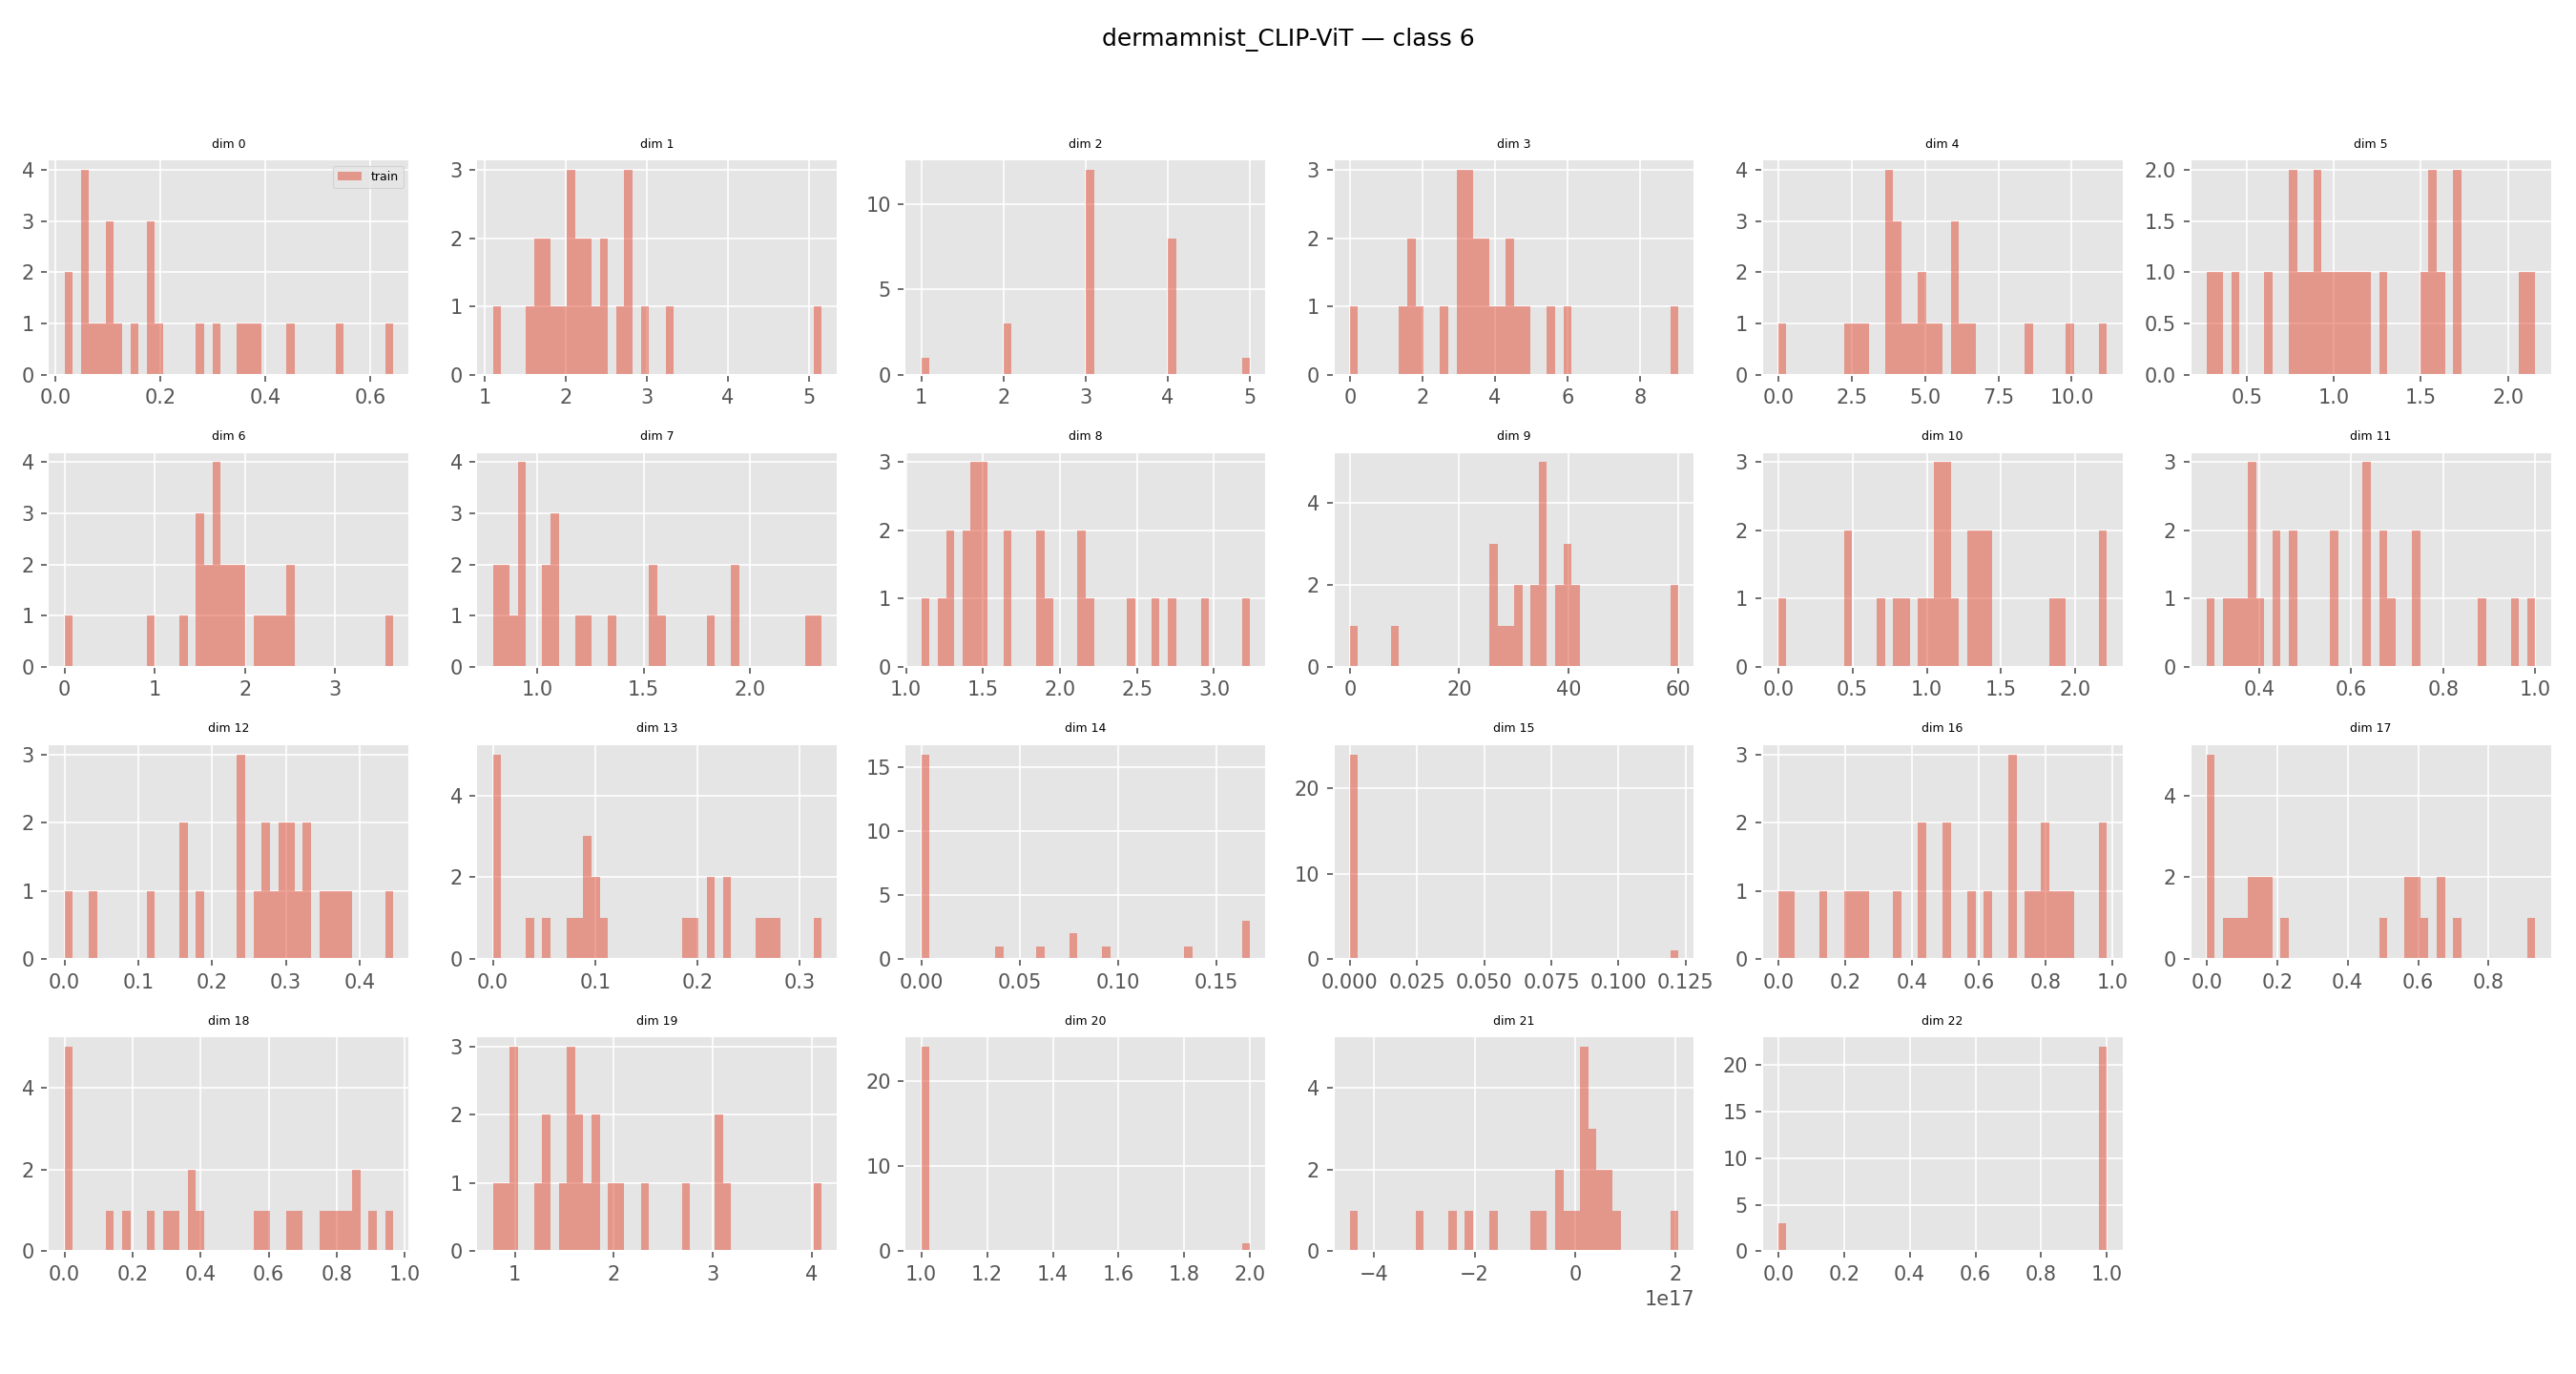 dermamnist_CLIP-ViT — class 6
dim 0
dim 1
dim 2
dim 3
dim 4
dim 5
4
3
2
1
0
train
0.0 0.2 0.4 0.6
3
2
1
0
1 2 3 4 5
10
5
0
1 2 3 4 5
3
2
1
0
0 2 4 6 8
4
3
2
1
0
0.0 2.5 5.0 7.5 10.0
2.0
1.5
1.0
0.5
0.0
0.5 1.0 1.5 2.0
dim 6
dim 7
dim 8
dim 9
dim 10
dim 11
4
3
2
1
0
0 1 2 3
4
3
2
1
0
1.0 1.5 2.0
3
2
1
0
1.0 1.5 2.0 2.5 3.0
4
2
0
0 20 40 60
3
2
1
0
0.0 0.5 1.0 1.5 2.0
3
2
1
0
0.4 0.6 0.8 1.0
dim 12
dim 13
dim 14
dim 15
dim 16
dim 17
3
2
1
0
0.0 0.1 0.2 0.3 0.4
4
2
0
0.0 0.1 0.2 0.3
15
10
5
0
0.00 0.05 0.10 0.15
20
10
0
0.000 0.025 0.050 0.075 0.100 0.125
3
2
1
0
0.0 0.2 0.4 0.6 0.8 1.0
4
2
0
0.0 0.2 0.4 0.6 0.8
dim 18
dim 19
dim 20
dim 21
dim 22
4
2
0
0.0 0.2 0.4 0.6 0.8 1.0
3
2
1
0
1 2 3 4
20
10
0
1.0 1.2 1.4 1.6 1.8 2.0
4
2
0
−4 −2 0 2
1e17
20
15
10
5
0
0.0 0.2 0.4 0.6 0.8 1.0